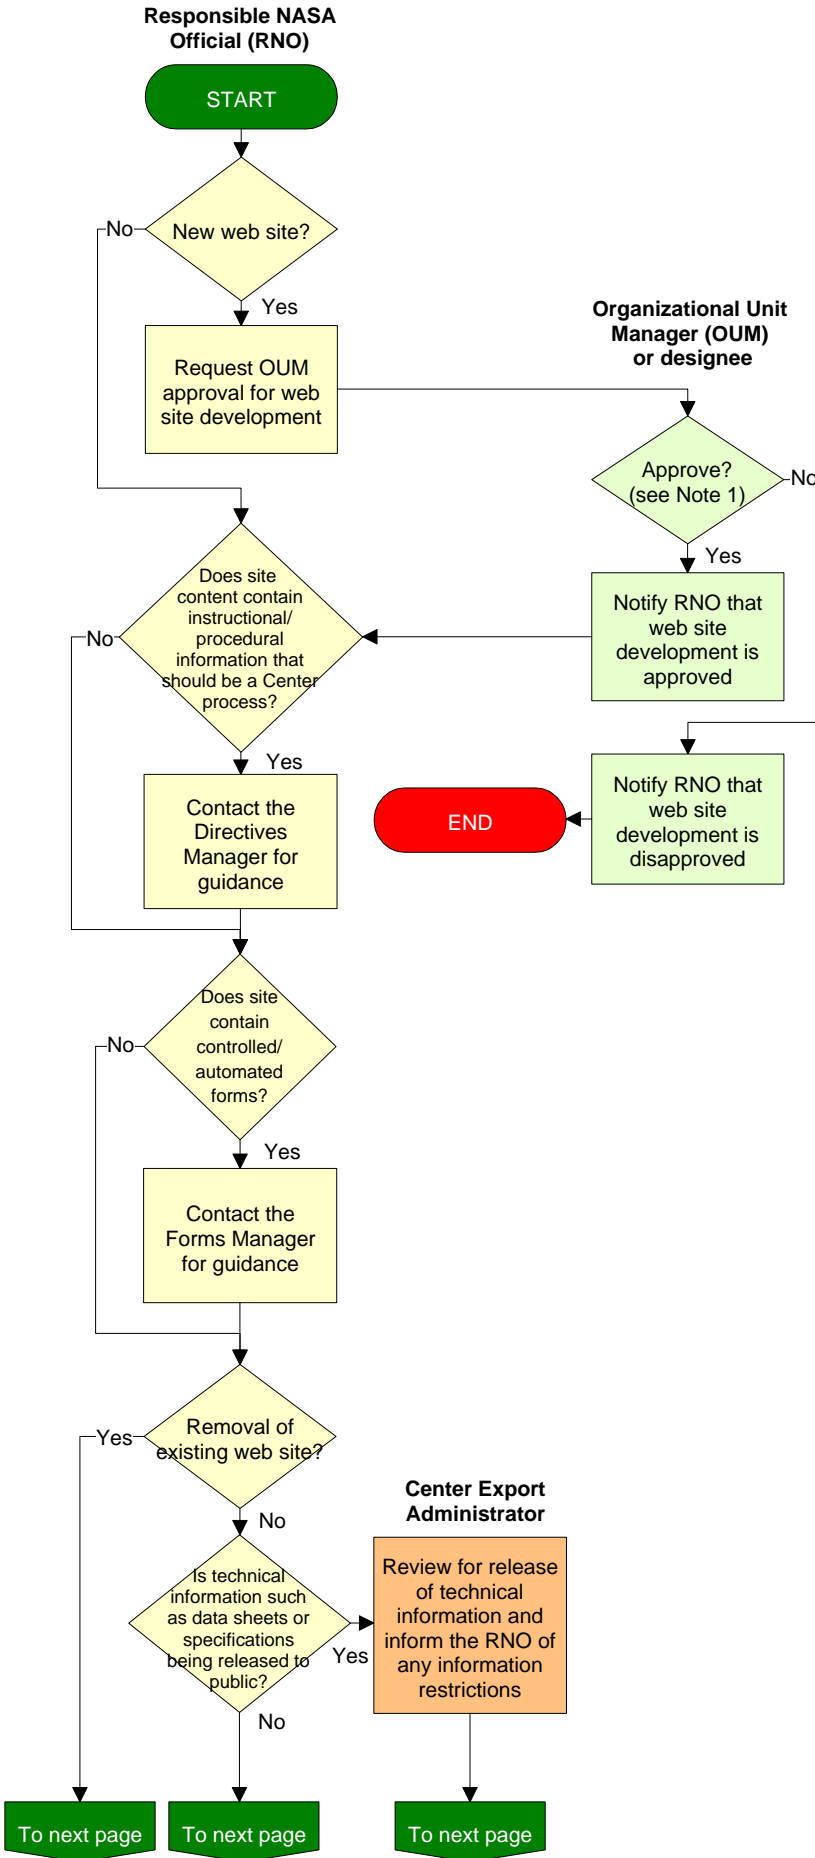 Responsible NASA
Official (RNO)
START
New web site?
No
Yes
Request OUM
approval for web
site development
Organizational Unit
Manager (OUM)
or designee
Approve?
(see Note 1)
No
Yes
Notify RNO that
web site
development is
approved
Does site
content contain
instructional/
procedural
information that
should be a Center
process?
No
Yes
Contact the
Directives
Manager for
guidance
END
Notify RNO that
web site
development is
disapproved
Does site
contain
controlled/
automated
forms?
No
Yes
Contact the
Forms Manager
for guidance
Removal of
existing web site?
Yes
No
Center Export
Administrator
Is technical
information such
as data sheets or
specifications
being released to
public?
Yes
No
Review for release
of technical
information and
inform the RNO of
any information
restrictions
To next page
To next page
To next page